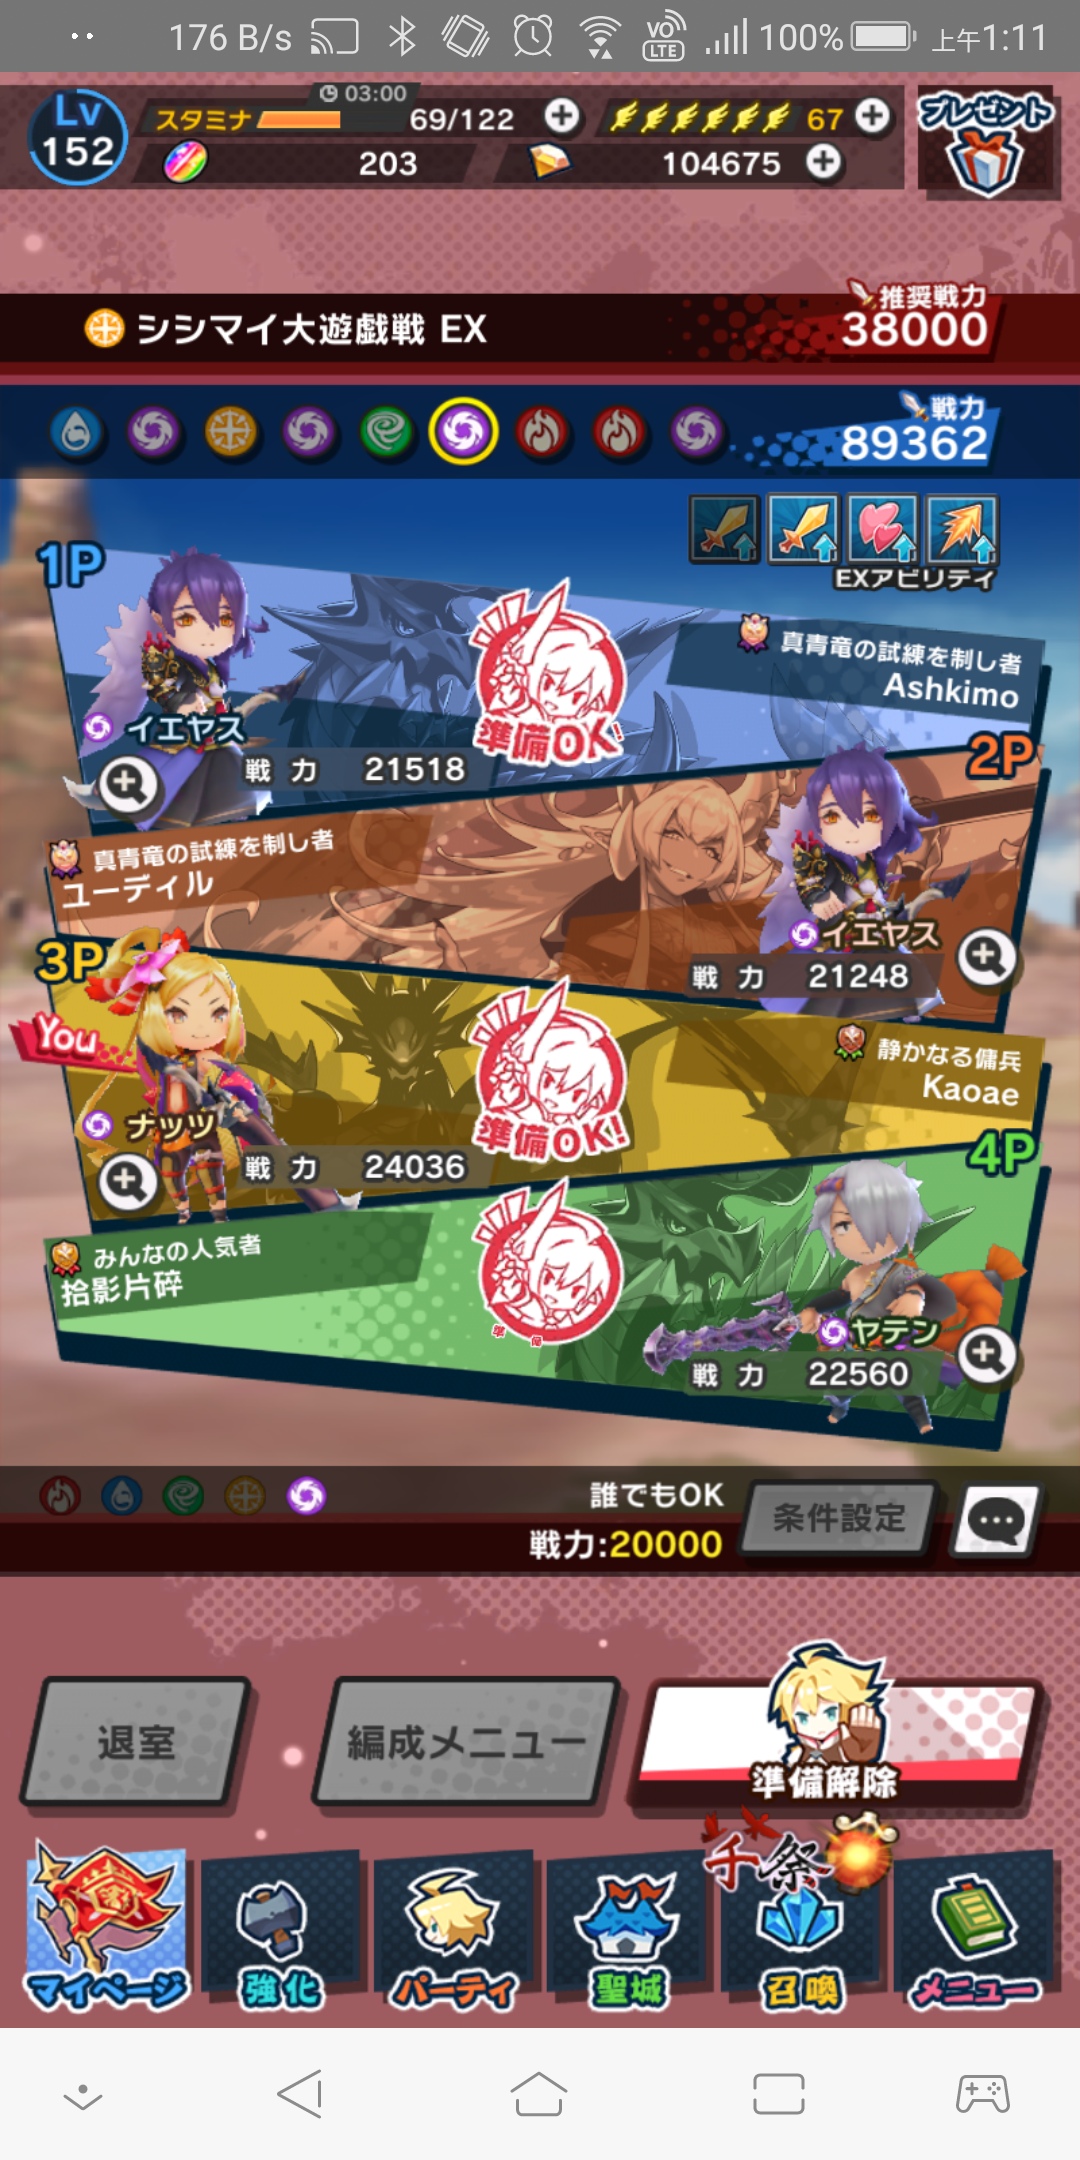 176 B/s VO LTE 100% 上午1:11
Lv 152
スタミナ 03:00 69/122 67
203 104675
プレゼント
シシマイ大遊戯戦 EX
推奨戦力
38000
戦力
89362
EXアビリティ
1P
真青竜の試練を制し者
Ashkimo
準備OK!
イエヤス
戦力 21518
2P
真青竜の試練を制し者
ユーディル
イエヤス
戦力 21248
3P
You
静かなる傭兵
Kaoae
準備OK!
ナッツ
戦力 24036
4P
みんなの人気者
拾影片碎
準 備
ヤテン
戦力 22560
誰でもOK
戦力:20000
条件設定
退室
編成メニュー
準備解除
千祭
マイページ
強化
パーティ
聖城
召喚
メニュー